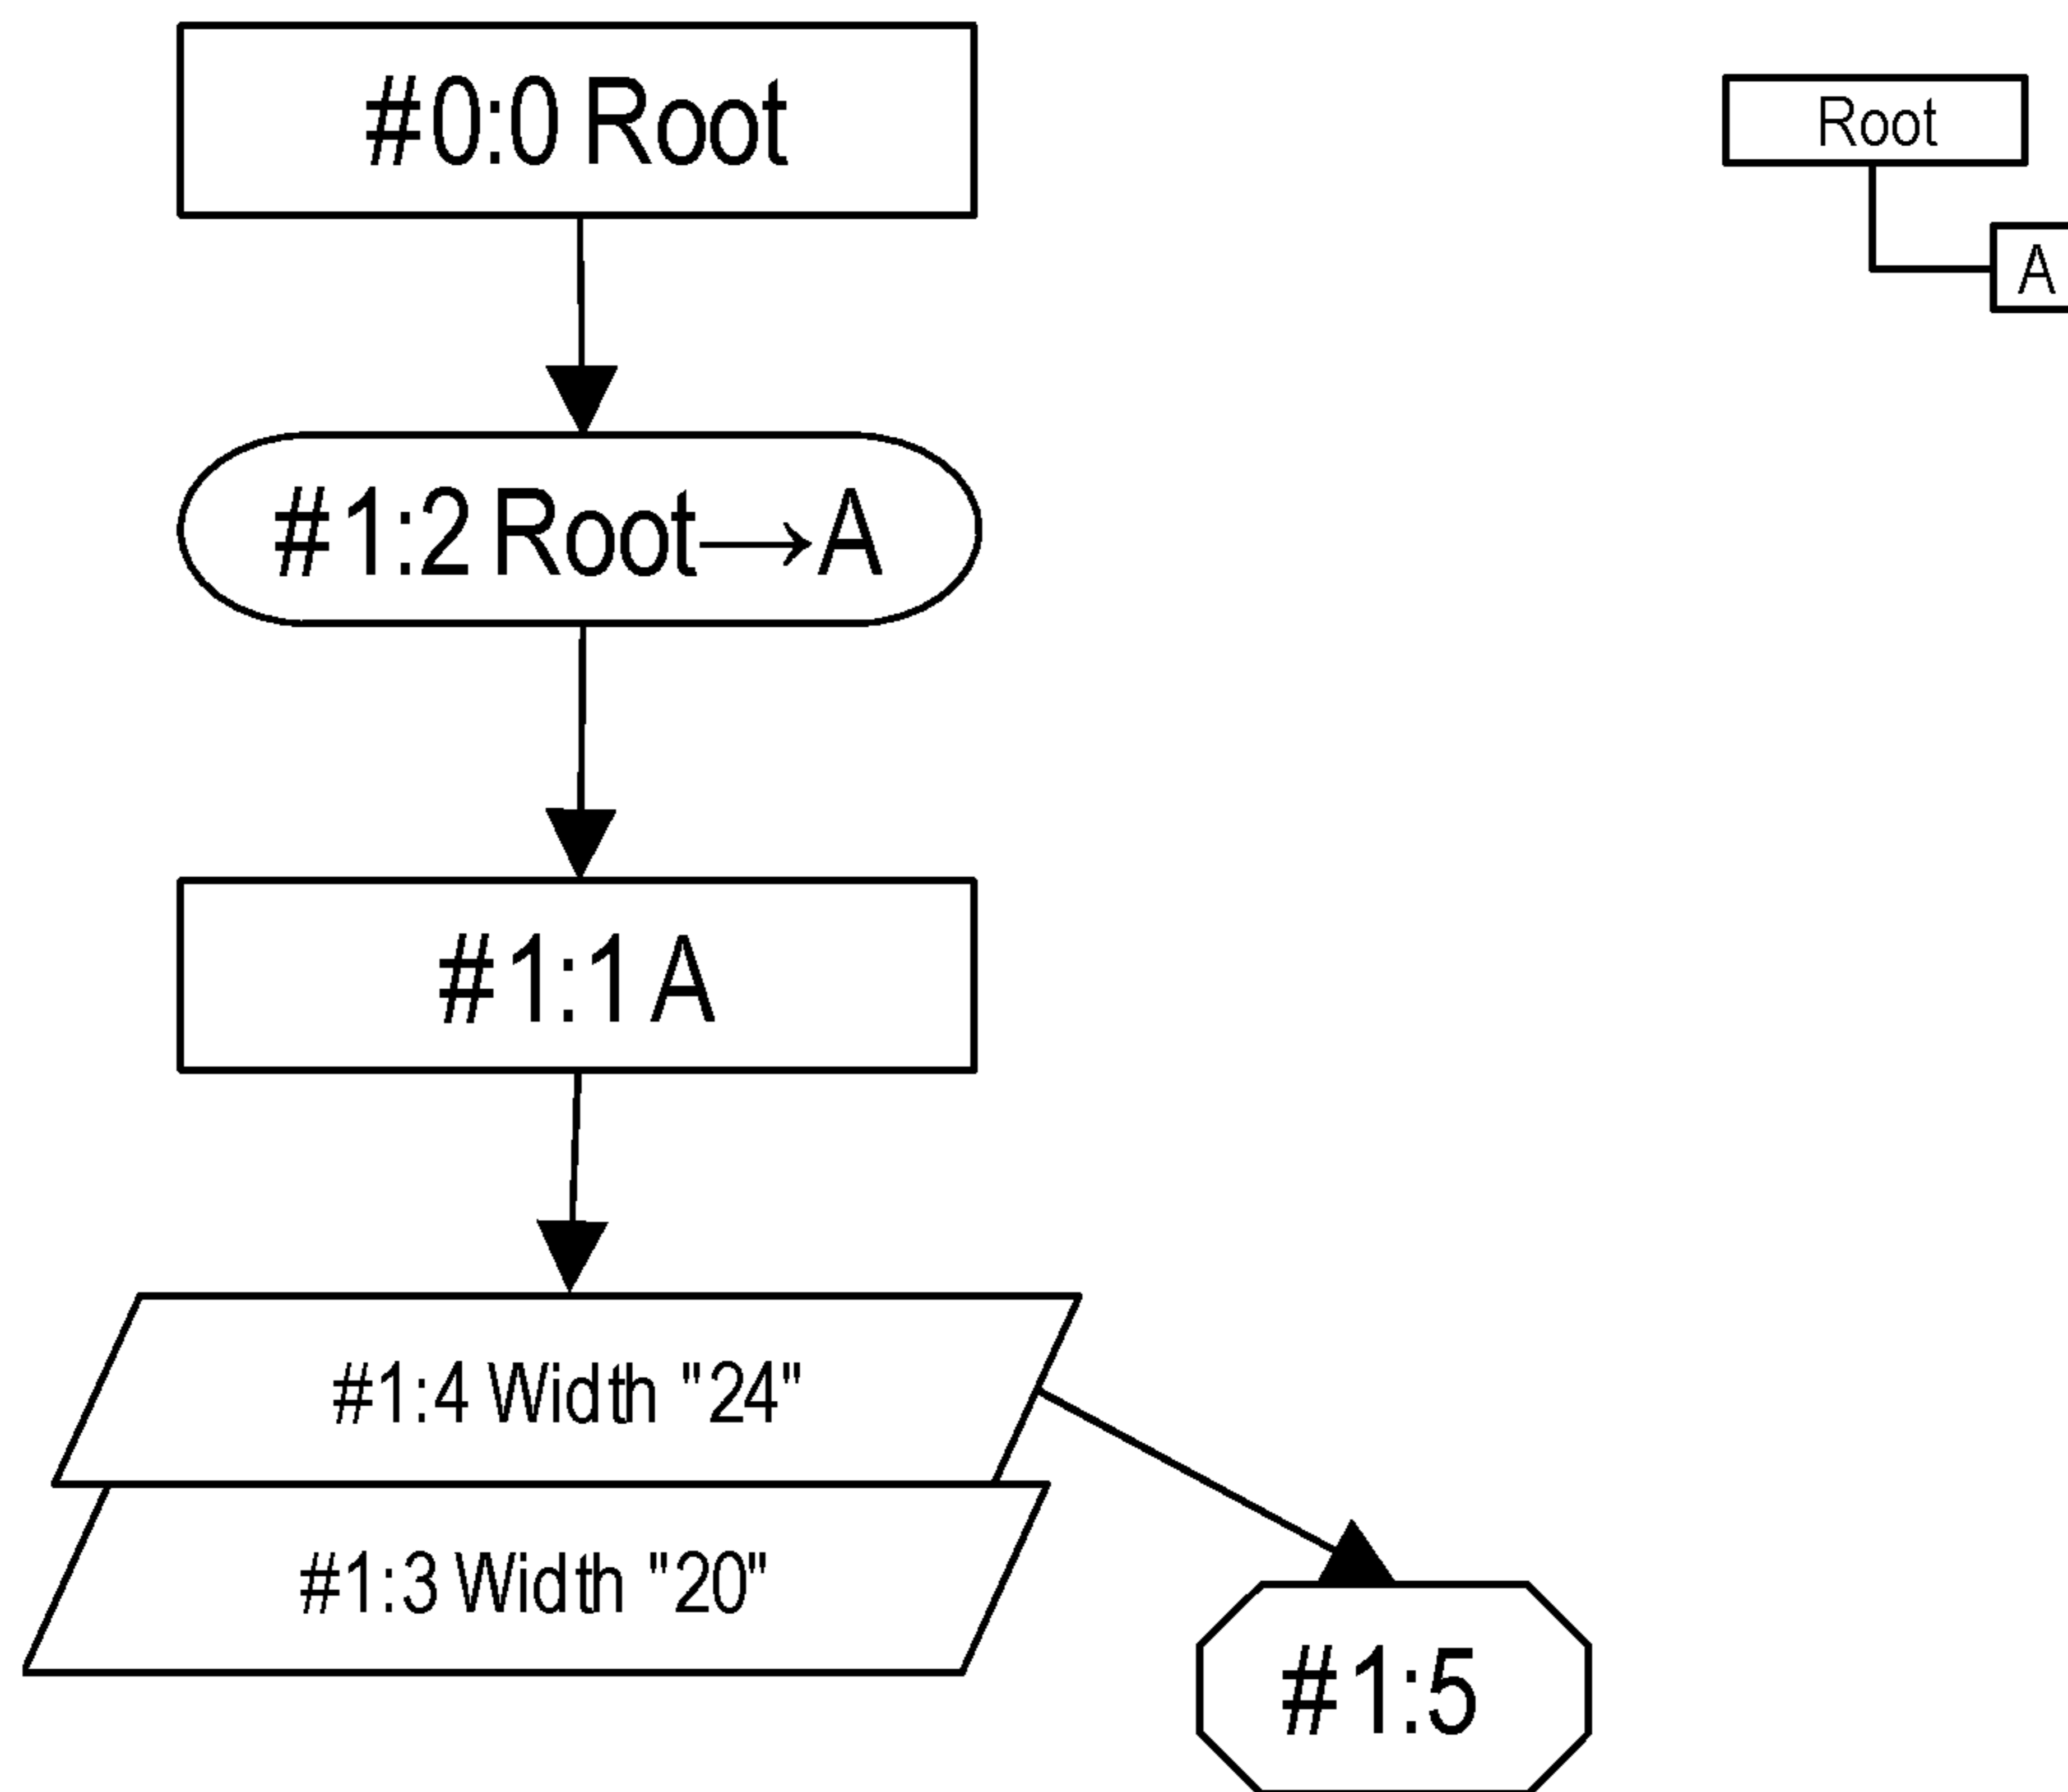 #0:0 Root
Root
A
#1:2 Root→A
#1:1 A
#1:4 Width "24"
#1:3 Width "20"
#1:5